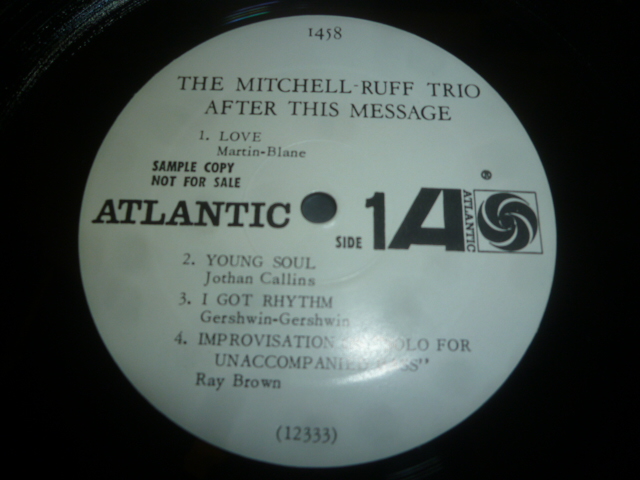 1458
THE MITCHELL-RUFF TRIO
AFTER THIS MESSAGE
1. LOVE
Martin-Blane
SAMPLE COPY
NOT FOR SALE
ATLANTIC
SIDE 1
A
ATLANTIC
®
2. YOUNG SOUL
Jothan Callins
3. I GOT RHYTHM
Gershwin-Gershwin
4. IMPROVISATION SOLO FOR
UNACCOMPANIED
Ray Brown
(12333)